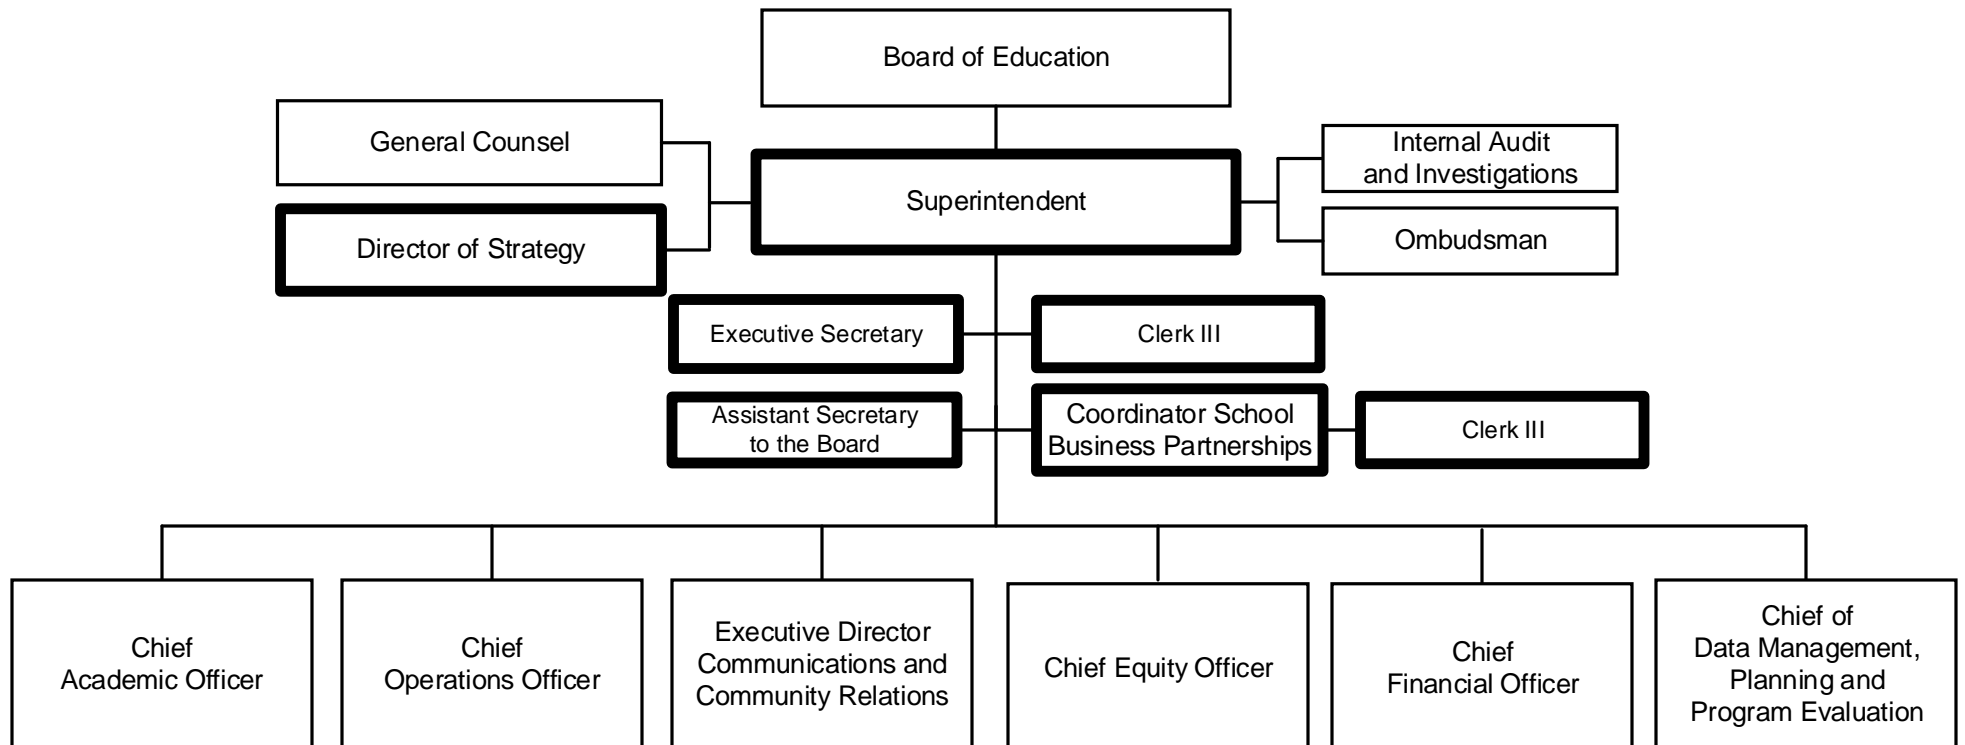 Board of Education
General Counsel
Internal Audit
and Investigations
Superintendent
Director of Strategy
Ombudsman
Executive Secretary
Clerk III
Assistant Secretary
to the Board
Coordinator School
Business Partnerships
Clerk III
Chief
Academic Officer
Chief
Operations Officer
Executive Director
Communications and
Community Relations
Chief Equity Officer
Chief
Financial Officer
Chief of
Data Management,
Planning and
Program Evaluation